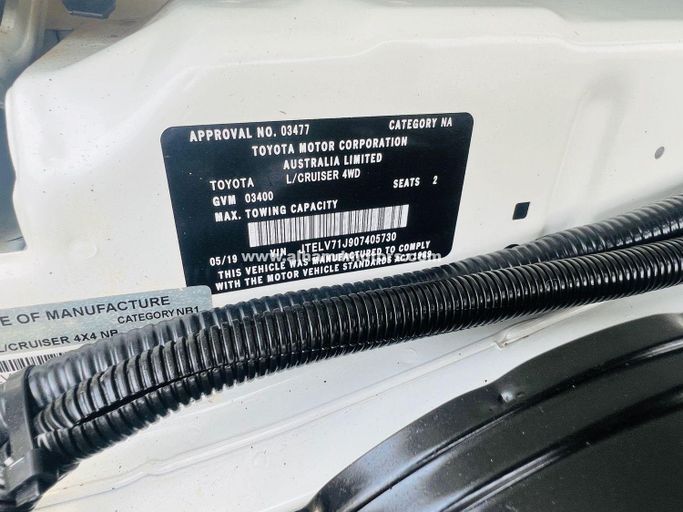 APPROVAL NO. 03477 CATEGORY NA
TOYOTA MOTOR CORPORATION
AUSTRALIA LIMITED
TOYOTA L/CRUISER 4WD
GVM 03400 SEATS 2
MAX. TOWING CAPACITY
05/19 VIN JTELV71J907405730
THIS VEHICLE WAS MANUFACTURED TO COMPLY
WITH THE MOTOR VEHICLE STANDARDS ACT 1989
E OF MANUFACTURE
CATEGORY NB1
L/CRUISER 4X4